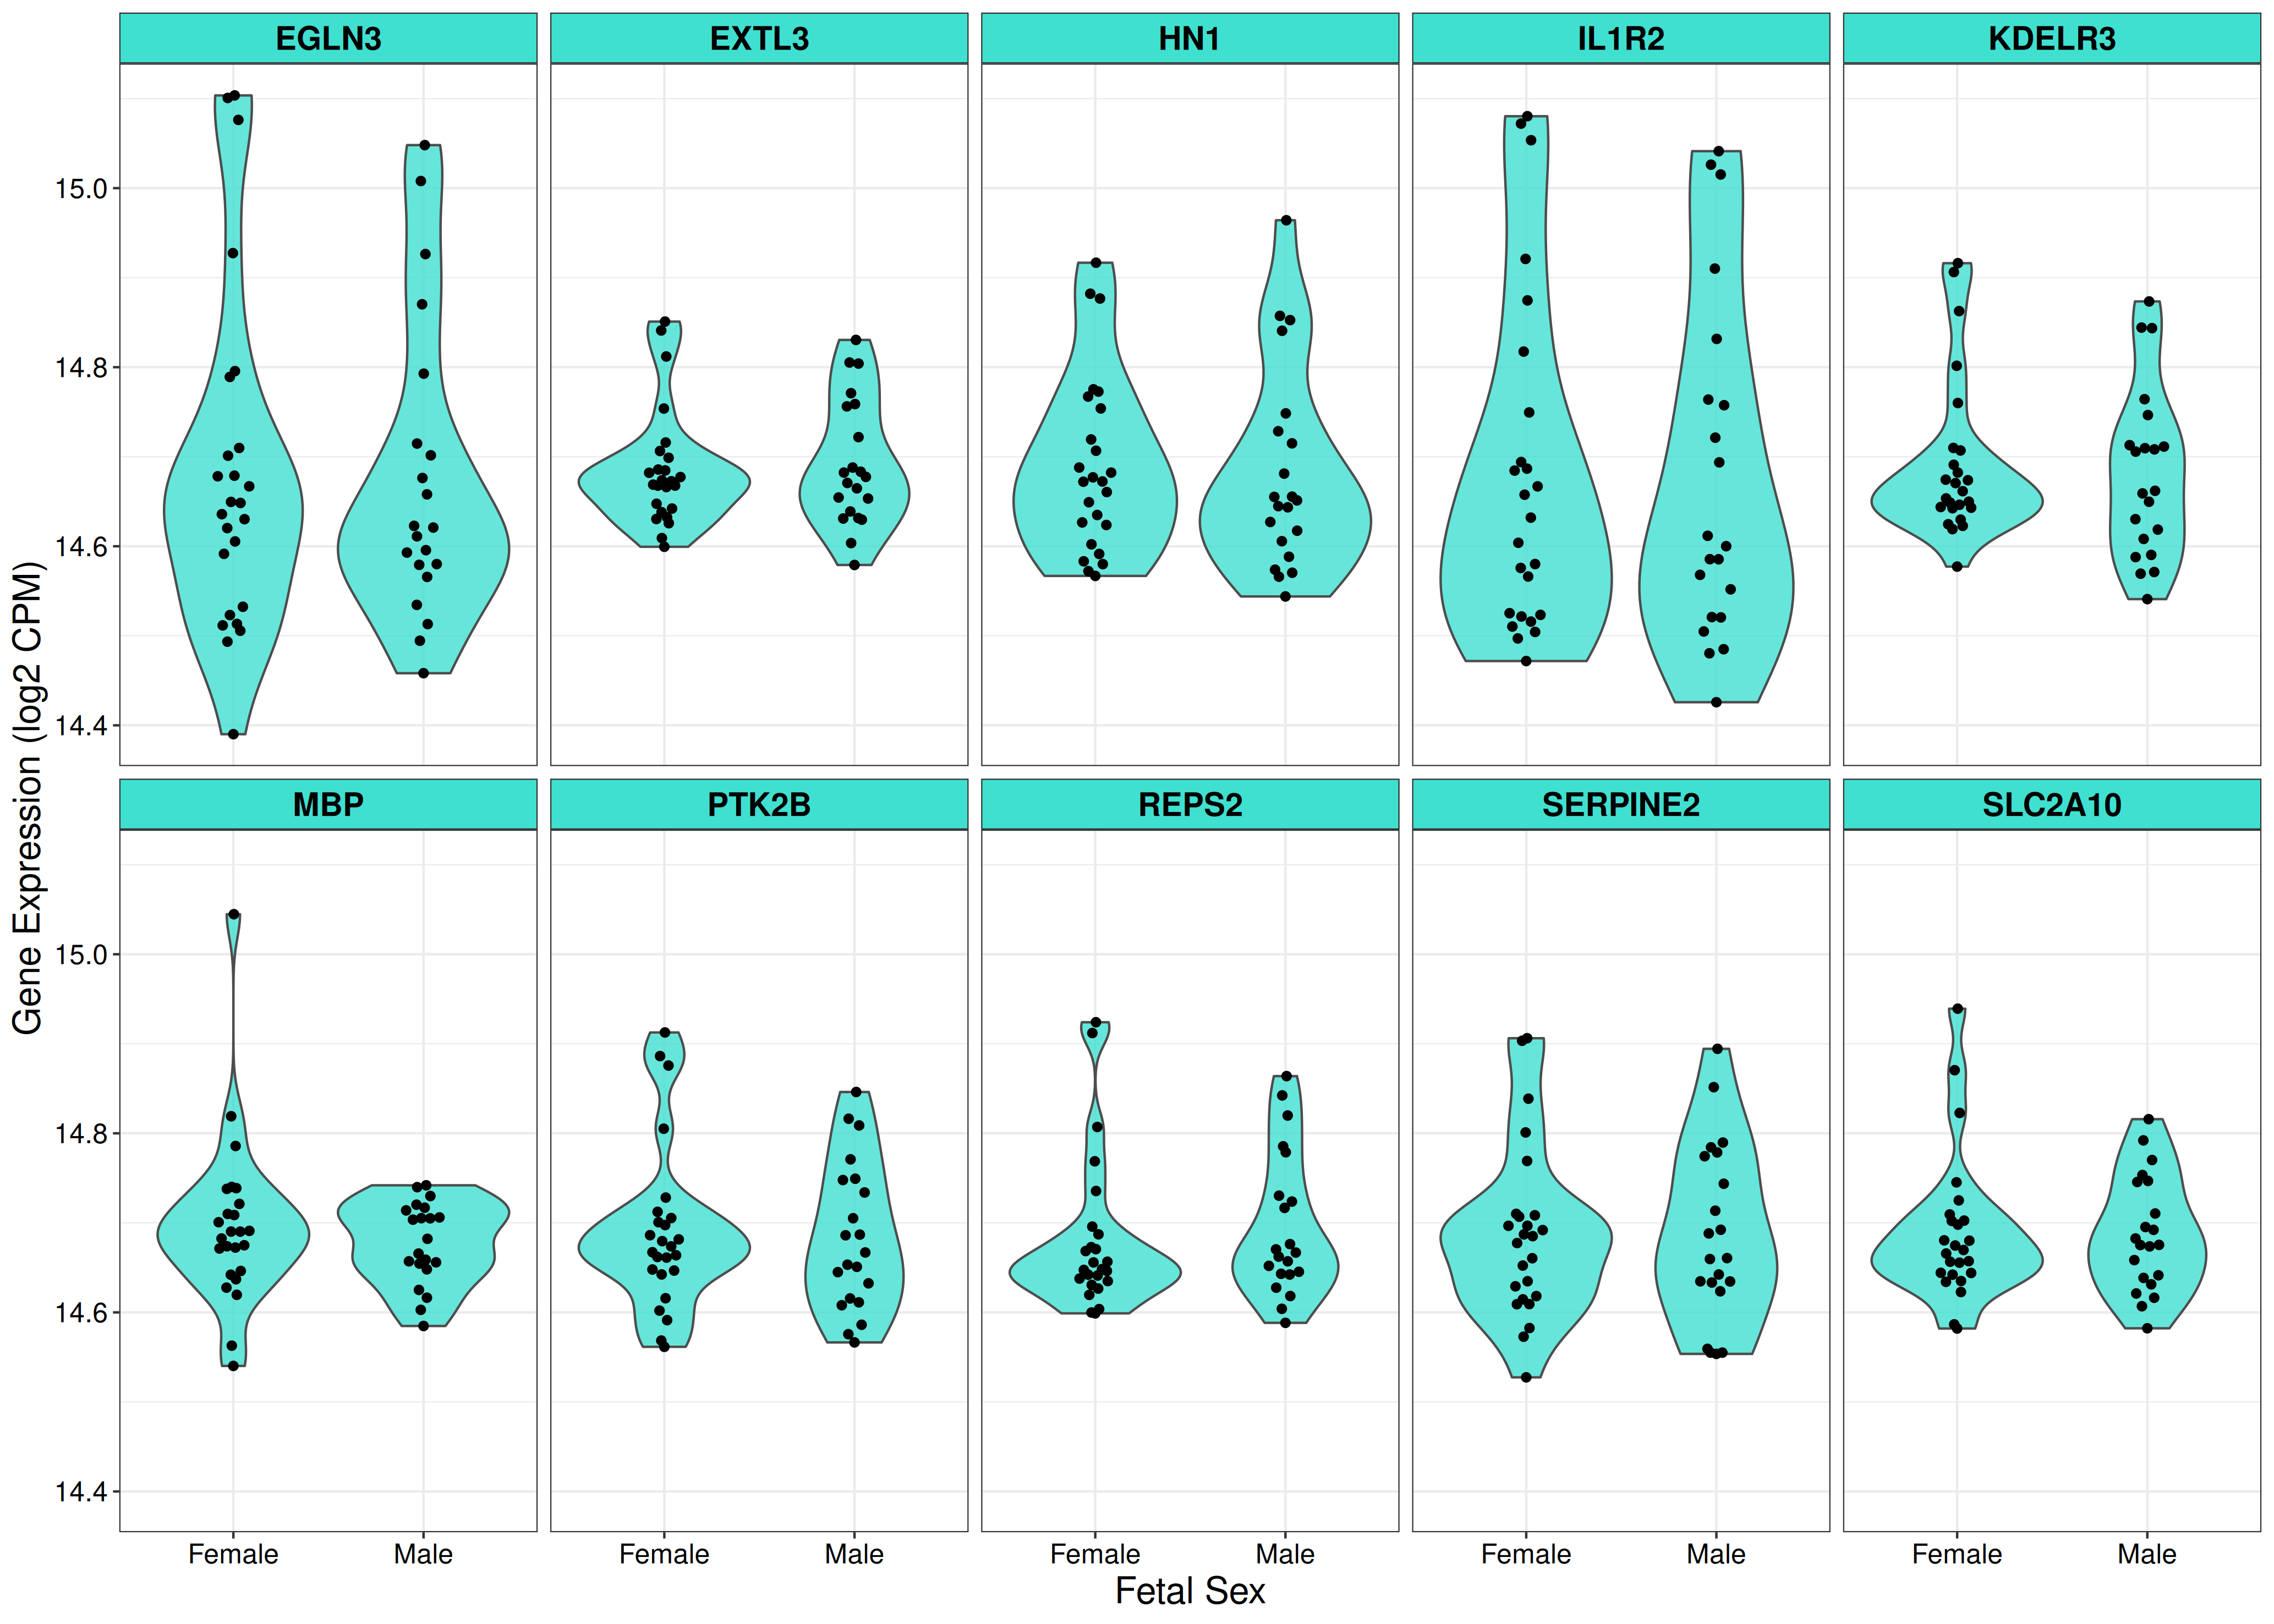 EGLN3 EXTL3 HN1 IL1R2 KDELR3
15.0
14.8
14.6
14.4
Gene Expression (log2 CPM)
MBP PTK2B REPS2 SERPINE2 SLC2A10
15.0
14.8
14.6
14.4
Female Male Female Male Female Male Female Male Female Male
Fetal Sex